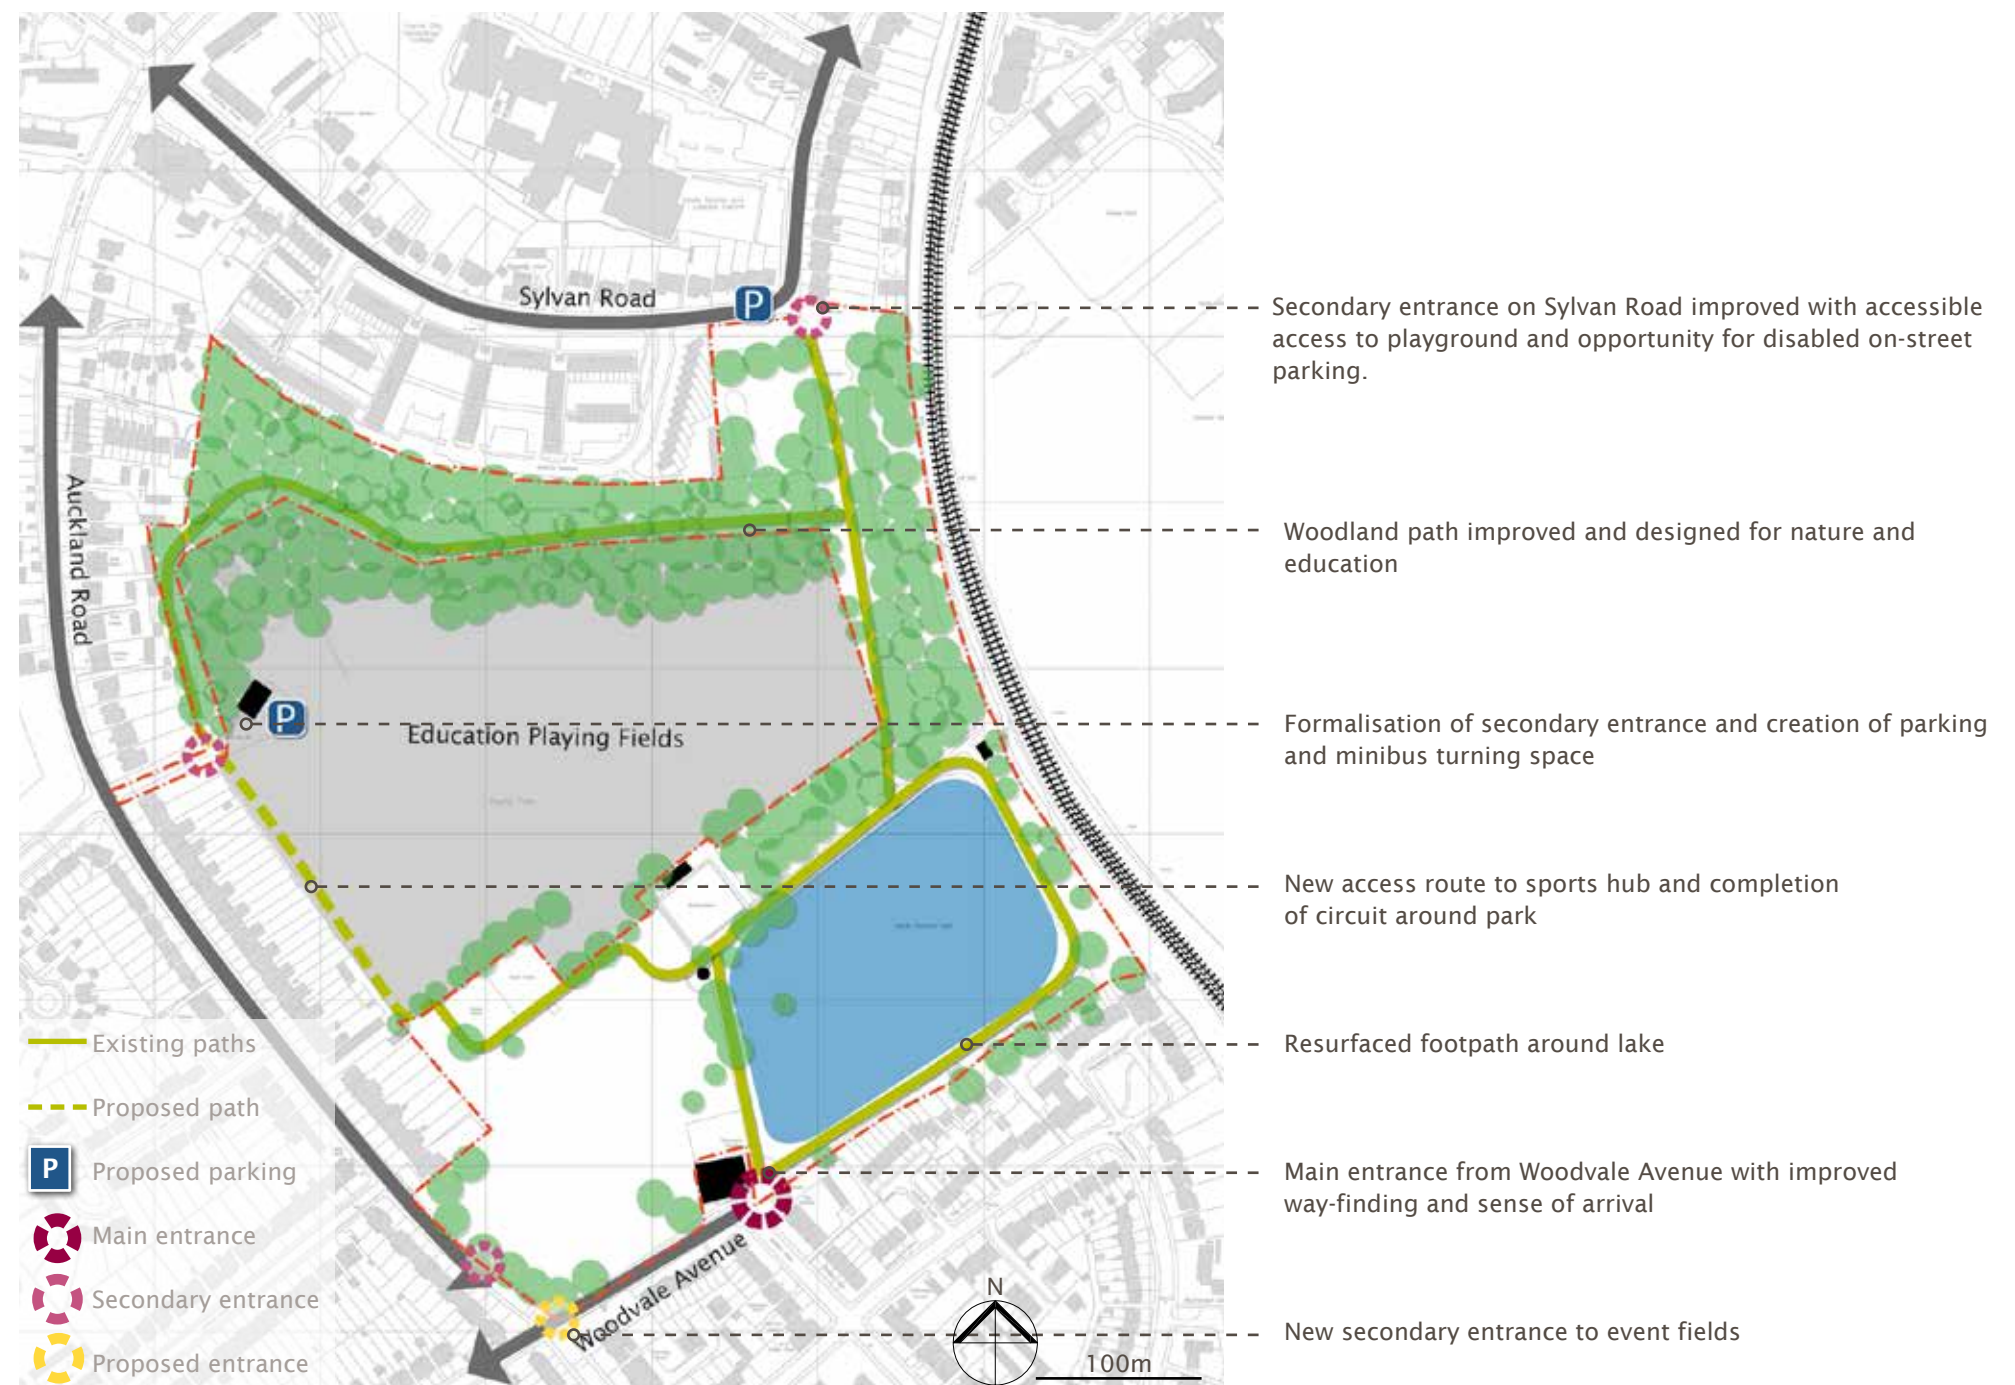 Sylvan Road
P
Auckland Road
P
Education Playing Fields
Woodvale Avenue
N
100m
Existing paths
Proposed path
P
Proposed parking
Main entrance
Secondary entrance
Proposed entrance
Secondary entrance on Sylvan Road improved with accessible
access to playground and opportunity for disabled on-street
parking.
Woodland path improved and designed for nature and
education
Formalisation of secondary entrance and creation of parking
and minibus turning space
New access route to sports hub and completion
of circuit around park
Resurfaced footpath around lake
Main entrance from Woodvale Avenue with improved
way-finding and sense of arrival
New secondary entrance to event fields